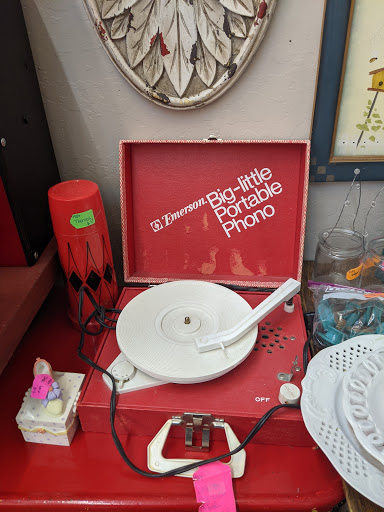 Emerson.
Big-little
Portable
Phono
OFF